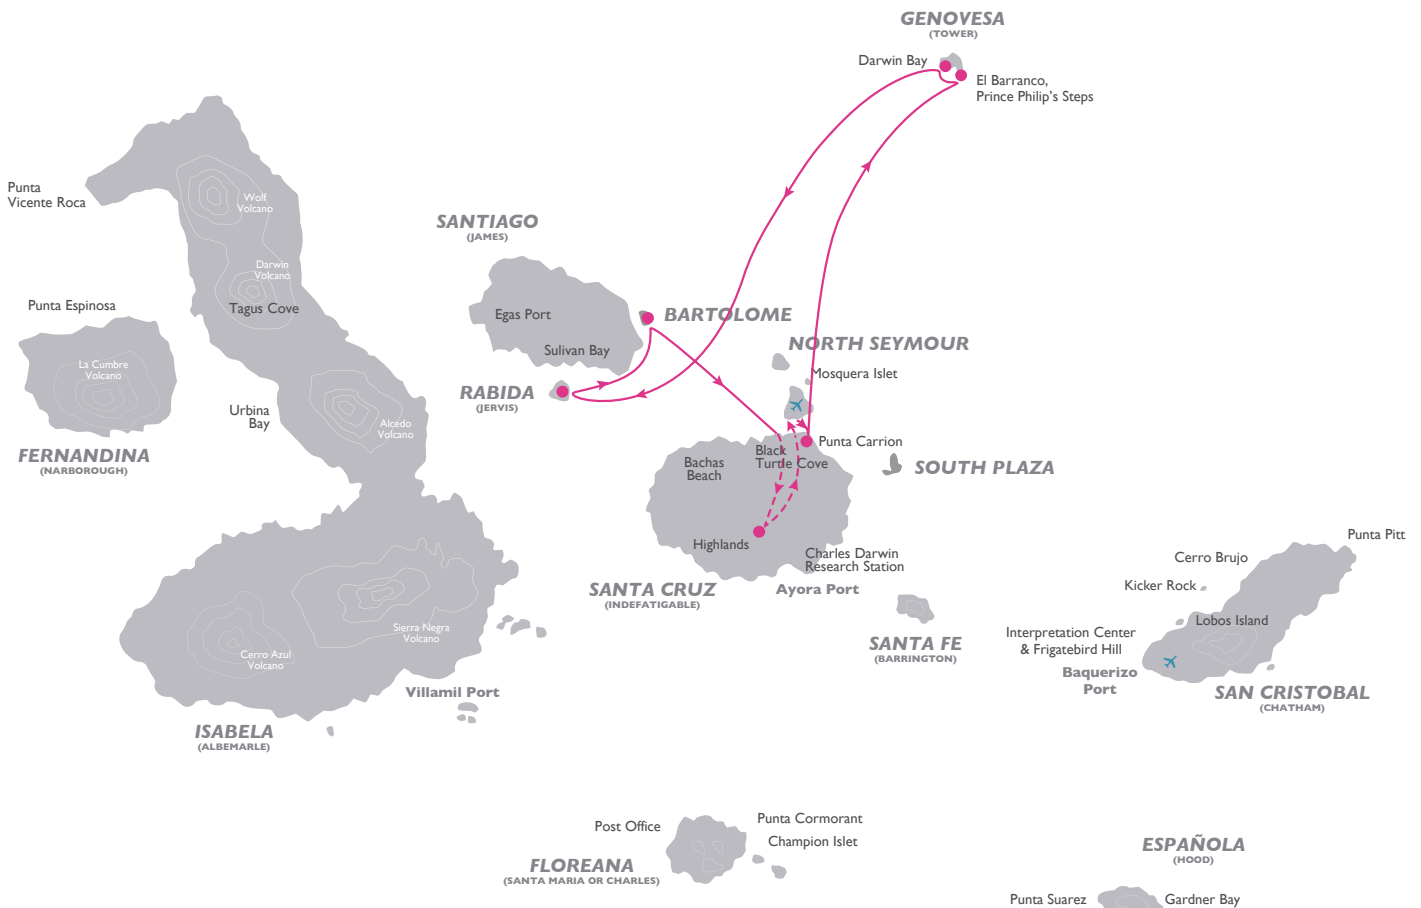 GENOVESA
(TOWER)
Darwin Bay
El Barranco,
Prince Philip's Steps
Punta
Vicente Roca
Wolf
Volcano
Darwin
Volcano
Tagus Cove
Punta Espinosa
La Cumbre
Volcano
FERNANDINA
(NARBOROUGH)
Urbina
Bay
Alcedo
Volcano
SANTIAGO
(JAMES)
Egas Port
Sulivan Bay
BARTOLOME
RABIDA
(JERVIS)
NORTH SEYMOUR
Mosquera Islet
Punta Carrion
Black
Turtle Cove
Bachas
Beach
SOUTH PLAZA
Highlands
Charles Darwin
Research Station
SANTA CRUZ
(INDEFATIGABLE)
Ayora Port
SANTA FE
(BARRINGTON)
Punta Pitt
Cerro Brujo
Kicker Rock
Lobos Island
Interpretation Center
& Frigatebird Hill
Baquerizo
Port
SAN CRISTOBAL
(CHATHAM)
Sierra Negra
Volcano
Cerro Azul
Volcano
Villamil Port
ISABELA
(ALBEMARLE)
Post Office
Punta Cormorant
Champion Islet
FLOREANA
(SANTA MARIA OR CHARLES)
ESPAÑOLA
(HOOD)
Punta Suarez
Gardner Bay